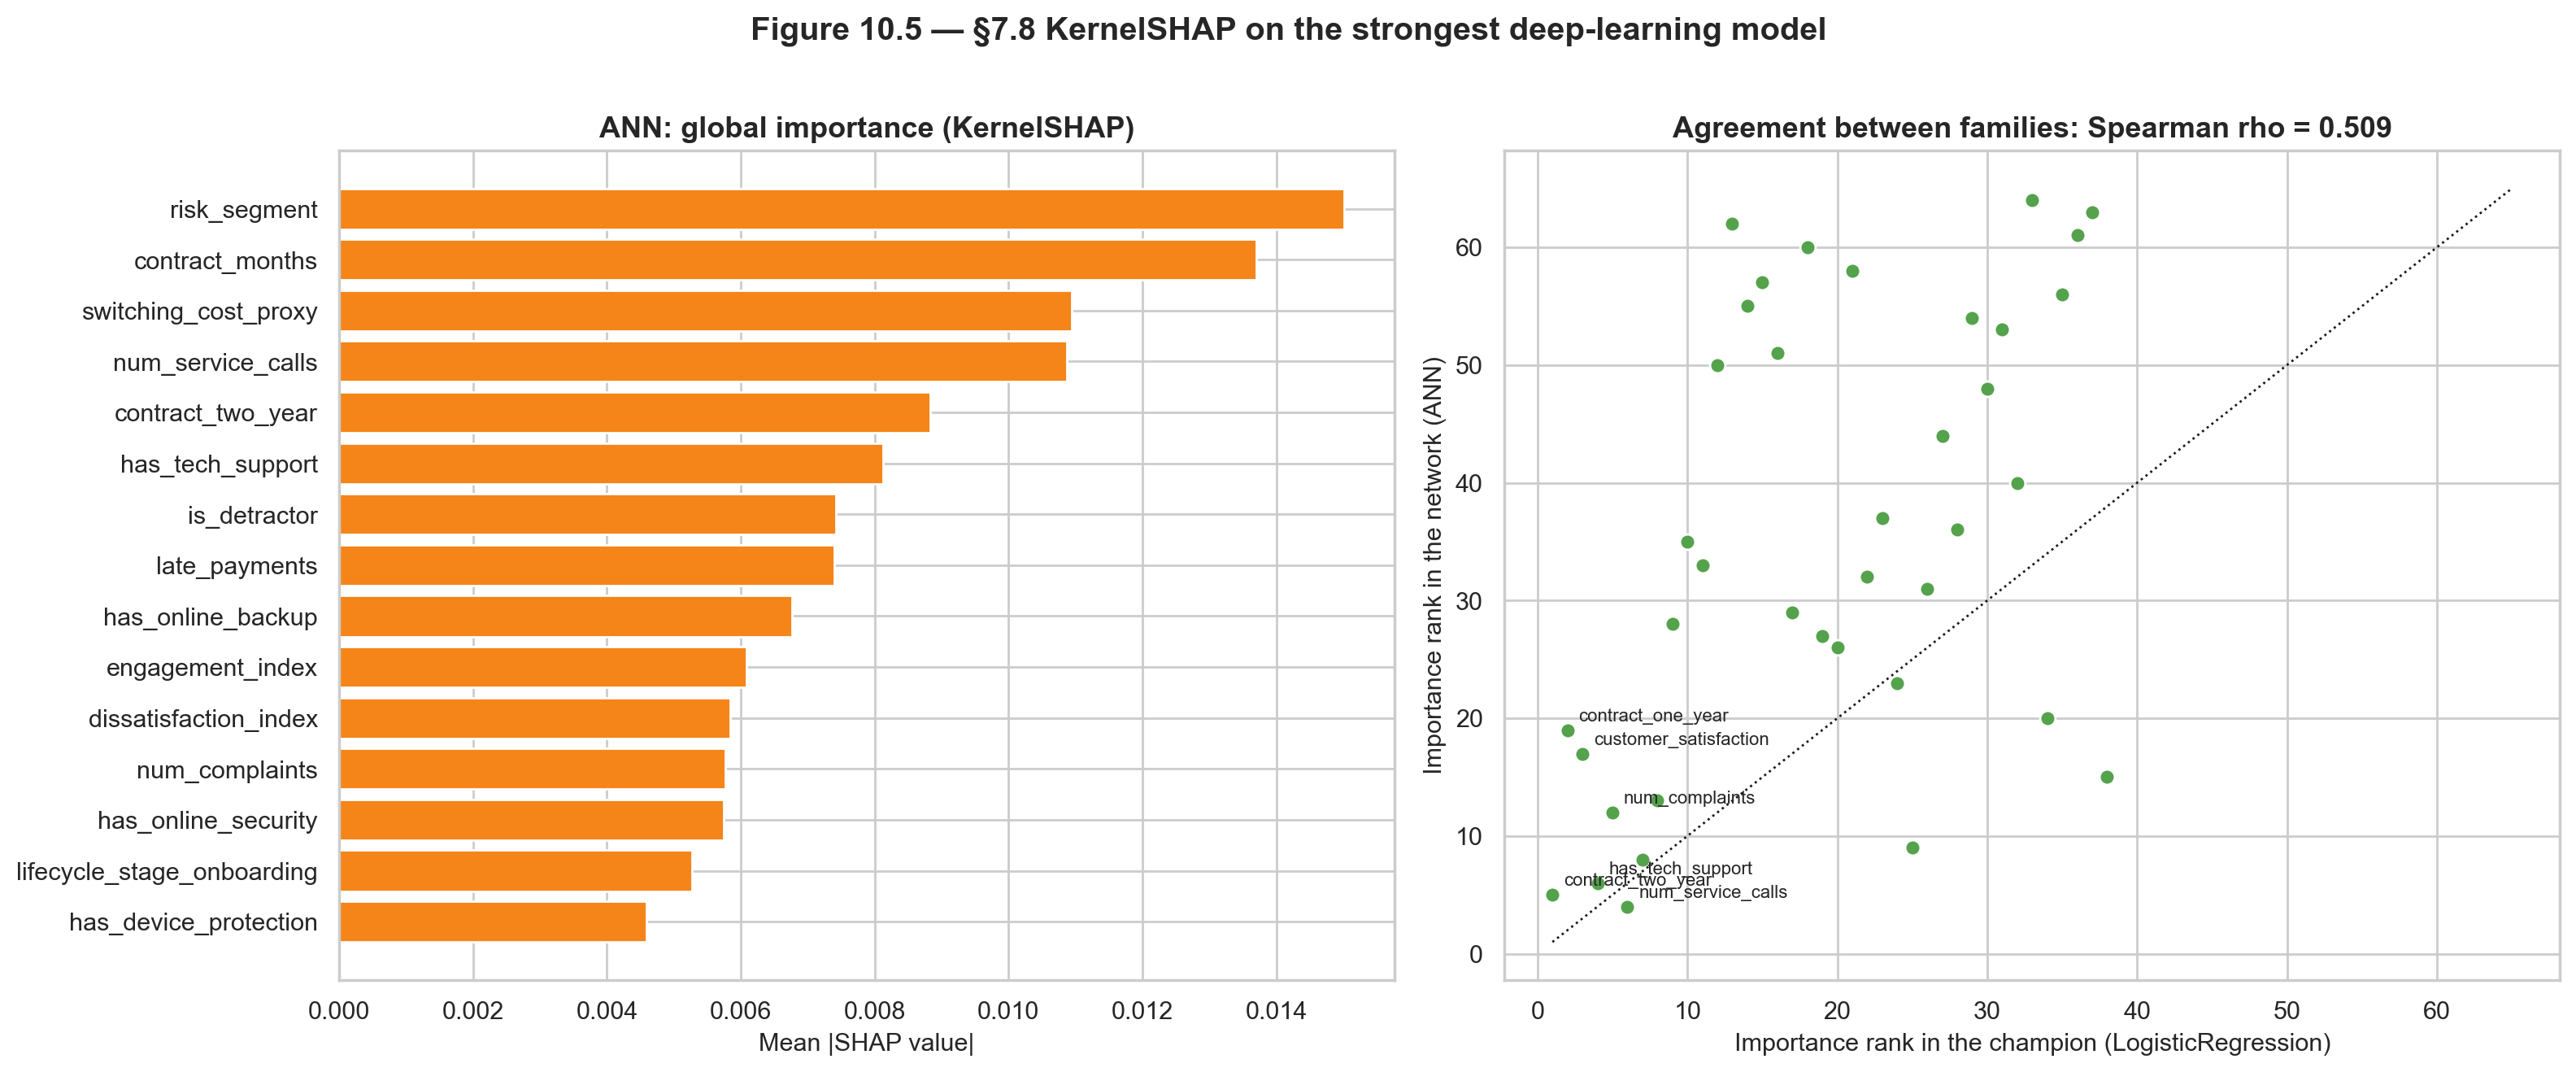 Figure 10.5 — §7.8 KernelSHAP on the strongest deep-learning model
ANN: global importance (KernelSHAP)
risk_segment
contract_months
switching_cost_proxy
num_service_calls
contract_two_year
has_tech_support
is_detractor
late_payments
has_online_backup
engagement_index
dissatisfaction_index
num_complaints
has_online_security
lifecycle_stage_onboarding
has_device_protection
0.000 0.002 0.004 0.006 0.008 0.010 0.012 0.014
Mean |SHAP value|
Agreement between families: Spearman rho = 0.509
Importance rank in the network (ANN)
60
50
40
30
20
10
0
contract_one_year
customer_satisfaction
num_complaints
has_tech_support
contract_two_year
num_service_calls
0 10 20 30 40 50 60
Importance rank in the champion (LogisticRegression)